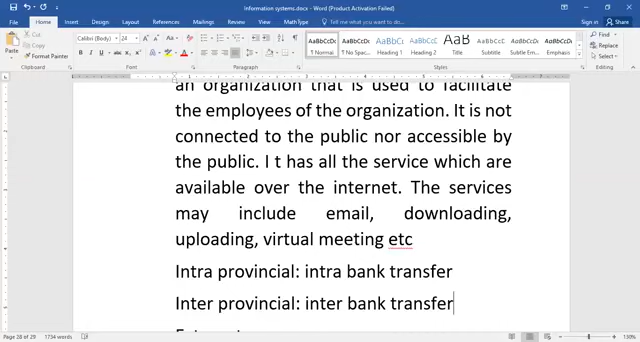 Information systems.docx - Word (Product Activation Failed)
File Home Insert Design Layout References Mailings Review View Tell me what you want to do... Sign in Share
Paste
Cut
Copy
Format Painter
Clipboard
Calibri (Body) 24
Font
Paragraph
AaBbCcDc AaBbCcDc AaBbC AaBbCc AaB AaBbCcD AaBbCcDc AaBbCcDc
¶ Normal ¶ No Spac... Heading 1 Heading 2 Title Subtitle Subtle Em... Emphasis
Styles
Find
Replace
Select
Editing
an organization that is used to facilitate
the employees of the organization. It is not
connected to the public nor accessible by
the public. I t has all the service which are
available over the internet. The services
may include email, downloading,
uploading, virtual meeting etc
Intra provincial: intra bank transfer
Inter provincial: inter bank transfer
Page 28 of 29 1734 words 130%